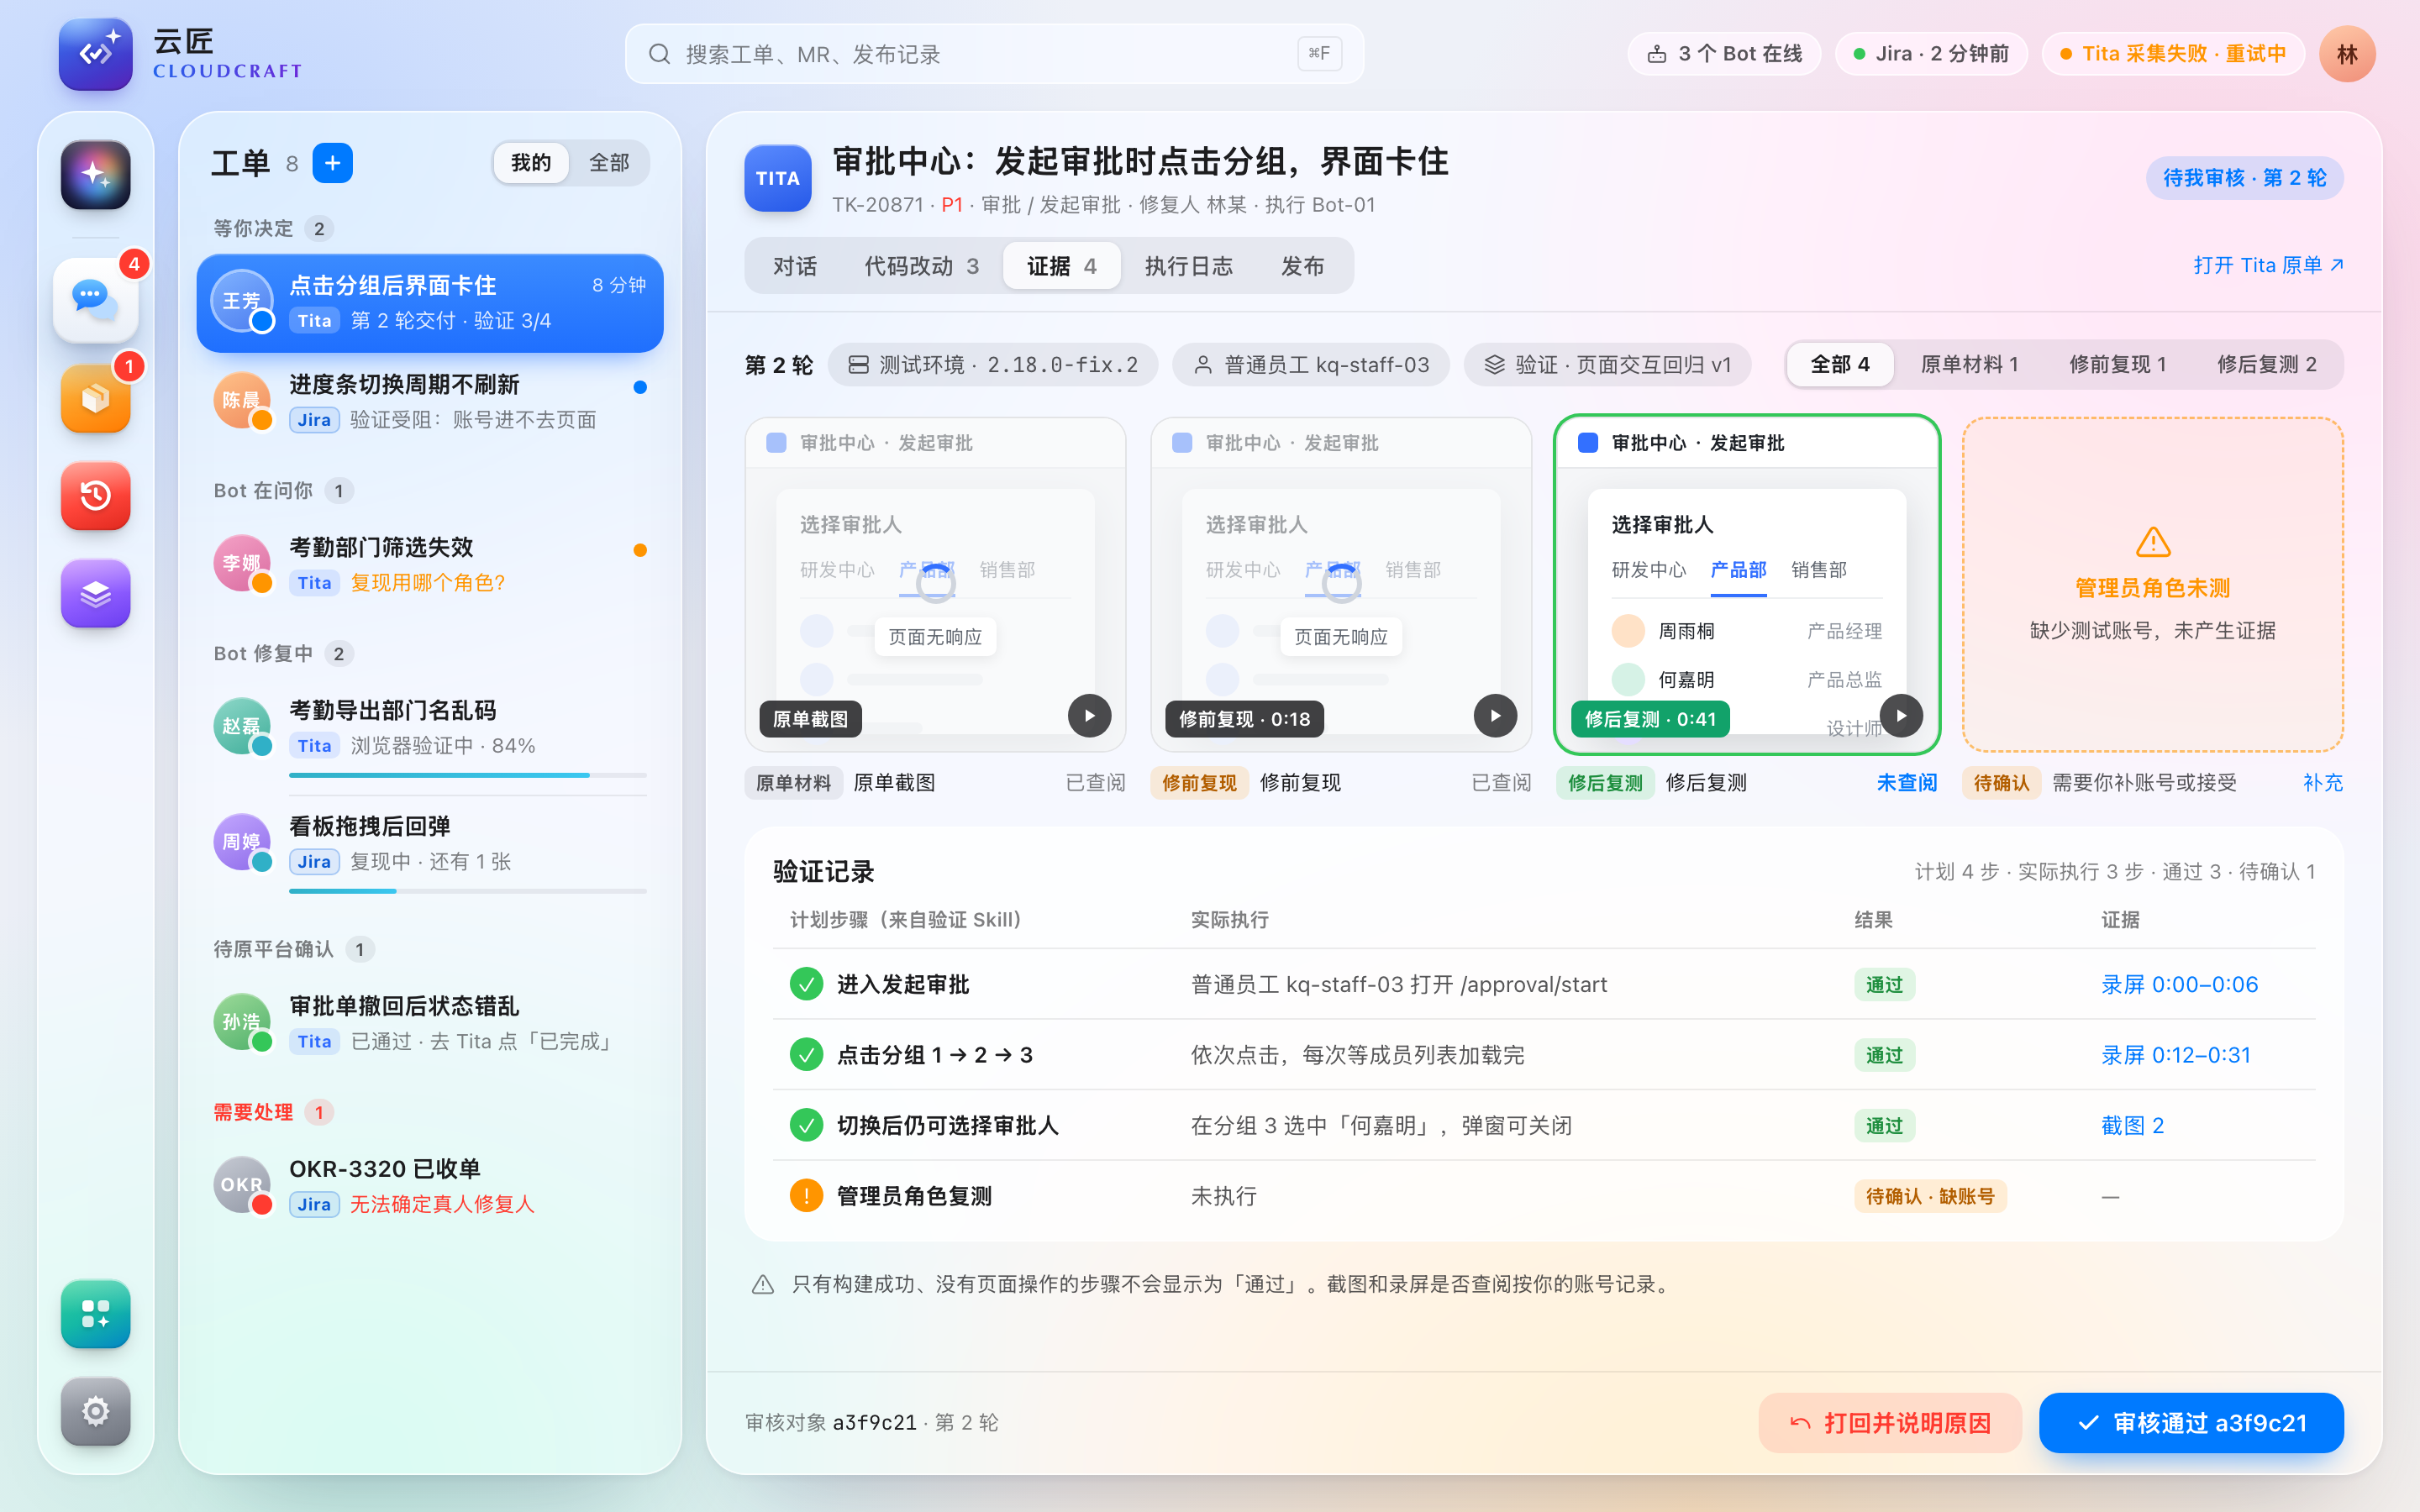 云匠
CLOUDCRAFT
搜索工单、MR、发布记录
⌘F
3 个 Bot 在线
Jira · 2 分钟前
Tita 采集失败 · 重试中
林
4
1
工单 8
我的
全部
等你决定 2
王芳
点击分组后界面卡住
8 分钟
Tita 第 2 轮交付 · 验证 3/4
陈晨
进度条切换周期不刷新
Jira 验证受阻：账号进不去页面
Bot 在问你 1
李娜
考勤部门筛选失效
Tita 复现用哪个角色？
Bot 修复中 2
赵磊
考勤导出部门名乱码
Tita 浏览器验证中 · 84%
周婷
看板拖拽后回弹
Jira 复现中 · 还有 1 张
待原平台确认 1
孙浩
审批单撤回后状态错乱
Tita 已通过 · 去 Tita 点「已完成」
需要处理 1
OKR
OKR-3320 已收单
Jira 无法确定真人修复人
TITA
审批中心：发起审批时点击分组，界面卡住
TK-20871 · P1 · 审批 / 发起审批 · 修复人 林某 · 执行 Bot-01
待我审核 · 第 2 轮
对话
代码改动 3
证据 4
执行日志
发布
打开 Tita 原单 ↗
第 2 轮
测试环境 · 2.18.0-fix.2
普通员工 kq-staff-03
验证 · 页面交互回归 v1
全部 4
原单材料 1
修前复现 1
修后复测 2
审批中心 · 发起审批
选择审批人
研发中心 产品部 销售部
页面无响应
原单截图
原单材料 原单截图 已查阅
审批中心 · 发起审批
选择审批人
研发中心 产品部 销售部
页面无响应
修前复现 · 0:18
修前复现 修前复现 已查阅
审批中心 · 发起审批
选择审批人
研发中心 产品部 销售部
周雨桐 产品经理
何嘉明 产品总监
设计师
修后复测 · 0:41
修后复测 修后复测 未查阅
管理员角色未测
缺少测试账号，未产生证据
待确认 需要你补账号或接受 补充
验证记录
计划 4 步 · 实际执行 3 步 · 通过 3 · 待确认 1
计划步骤（来自验证 Skill） 实际执行 结果 证据
进入发起审批 普通员工 kq-staff-03 打开 /approval/start 通过 录屏 0:00–0:06
点击分组 1 → 2 → 3 依次点击，每次等成员列表加载完 通过 录屏 0:12–0:31
切换后仍可选择审批人 在分组 3 选中「何嘉明」，弹窗可关闭 通过 截图 2
管理员角色复测 未执行 待确认 · 缺账号 —
只有构建成功、没有页面操作的步骤不会显示为「通过」。截图和录屏是否查阅按你的账号记录。
审核对象 a3f9c21 · 第 2 轮
打回并说明原因
审核通过 a3f9c21